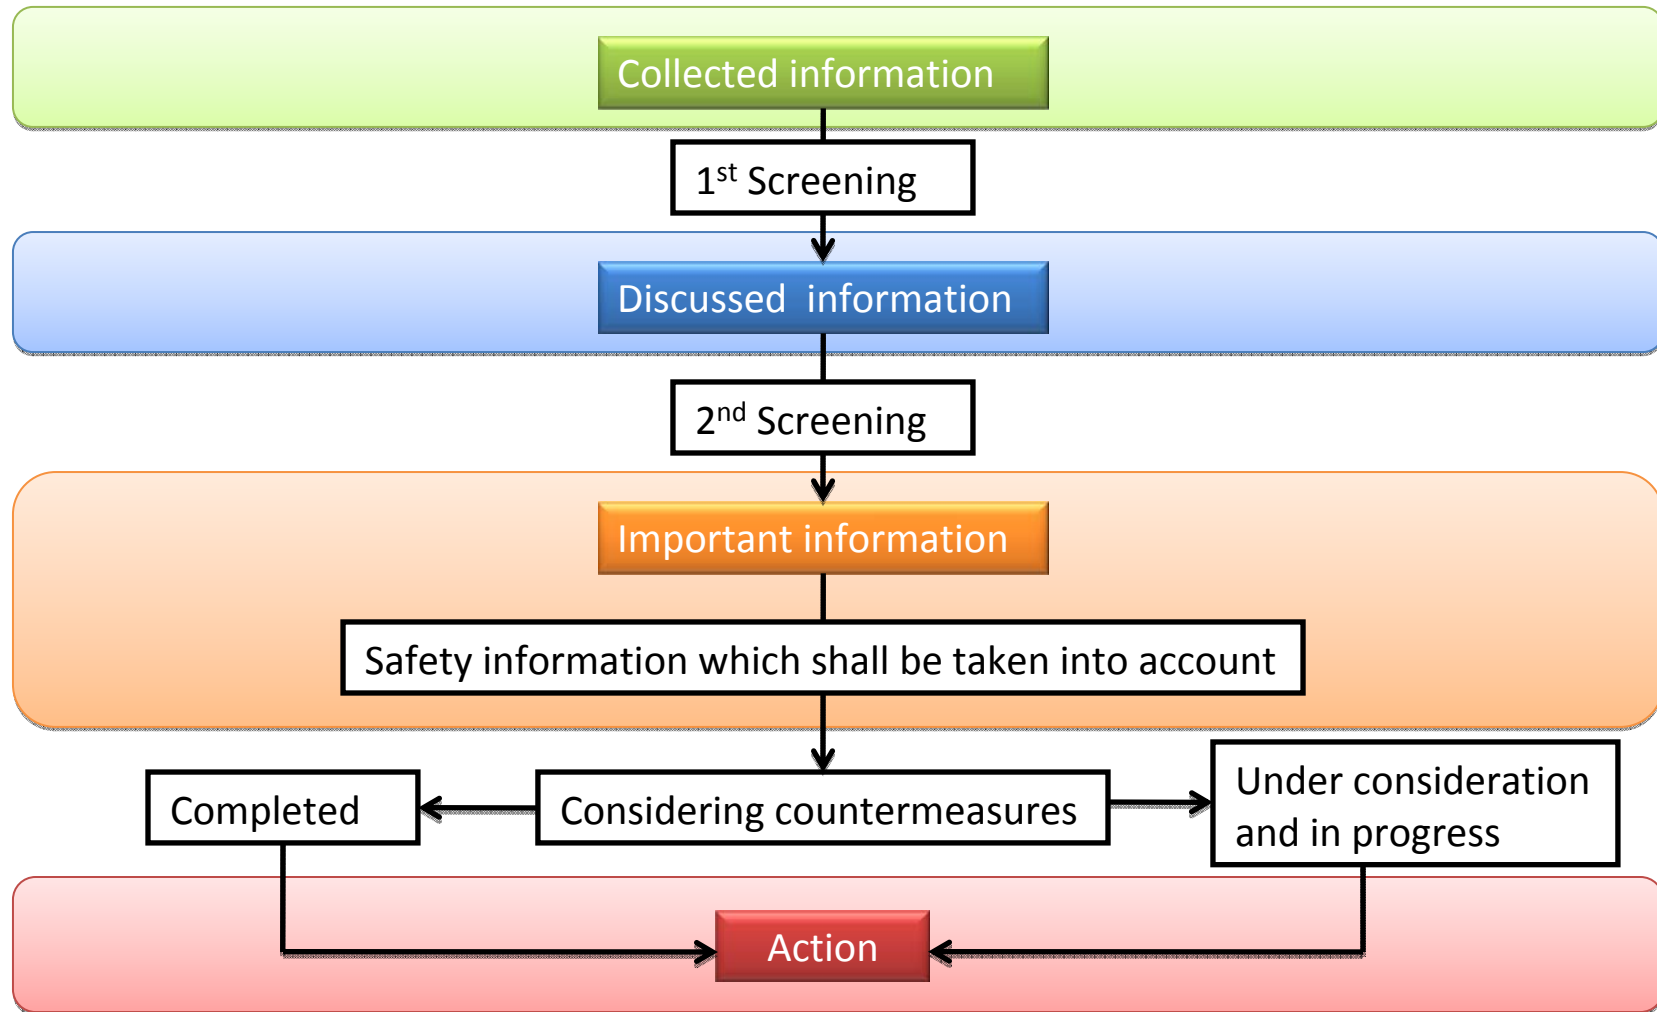 Collected information
1st Screening
Discussed information
2nd Screening
Important information
Safety information which shall be taken into account
Completed
Considering countermeasures
Under consideration
and in progress
Action